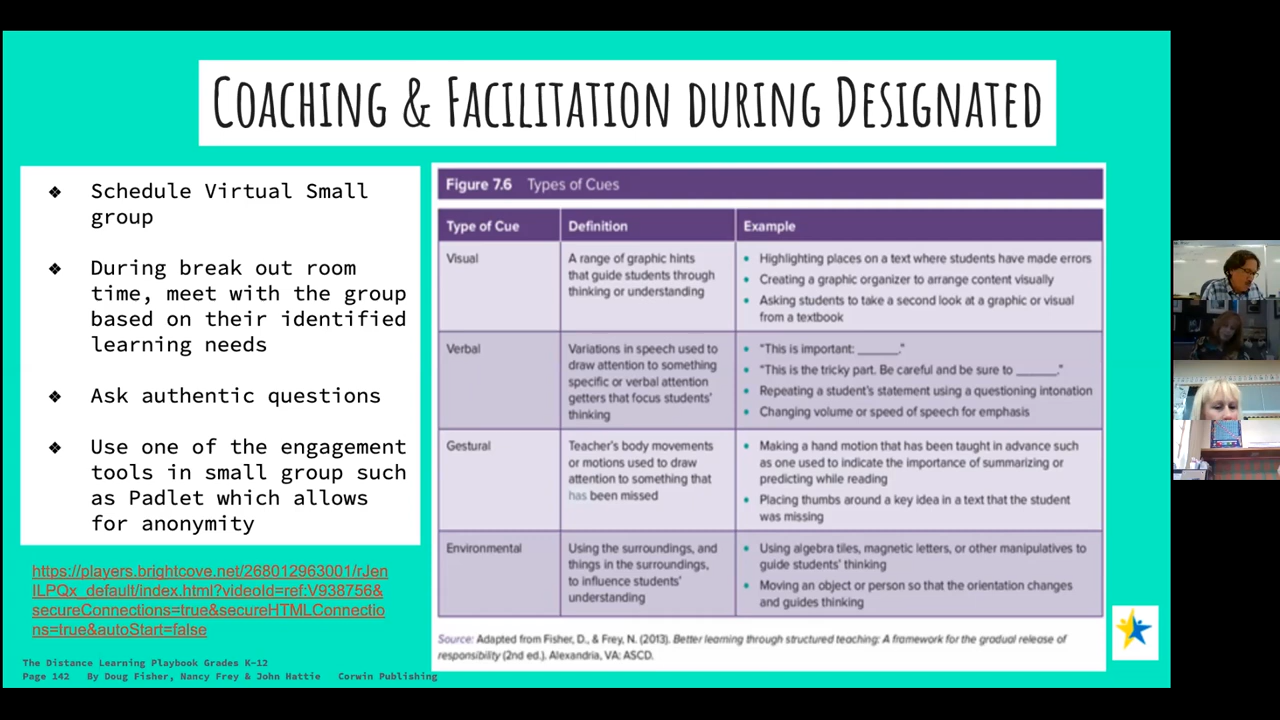 COACHING & FACILITATION DURING DESIGNATED
❖ Schedule Virtual Small
group
❖ During break out room
time, meet with the group
based on their identified
learning needs
❖ Ask authentic questions
❖ Use one of the engagement
tools in small group such
as Padlet which allows
for anonymity
https://players.brightcove.net/268012963001/rJen
ILPQx_default/index.html?videoId=ref:V938756&
secureConnections=true&secureHTMLConnectio
ns=true&autoStart=false
The Distance Learning Playbook Grades K-12
Page 142 By Doug Fisher, Nancy Frey & John Hattie Corwin Publishing
Figure 7.6 Types of Cues
Type of Cue
Definition
Example
Visual
A range of graphic hints
that guide students through
thinking or understanding
• Highlighting places on a text where students have made errors
• Creating a graphic organizer to arrange content visually
• Asking students to take a second look at a graphic or visual
from a textbook
Verbal
Variations in speech used to
draw attention to something
specific or verbal attention
getters that focus students'
thinking
• "This is important: ______."
• "This is the tricky part. Be careful and be sure to ______."
• Repeating a student's statement using a questioning intonation
• Changing volume or speed of speech for emphasis
Gestural
Teacher's body movements
or motions used to draw
attention to something that
has been missed
• Making a hand motion that has been taught in advance such
as one used to indicate the importance of summarizing or
predicting while reading
• Placing thumbs around a key idea in a text that the student
was missing
Environmental
Using the surroundings, and
things in the surroundings,
to influence students'
understanding
• Using algebra tiles, magnetic letters, or other manipulatives to
guide students' thinking
• Moving an object or person so that the orientation changes
and guides thinking
Source: Adapted from Fisher, D., & Frey, N. (2013). Better learning through structured teaching: A framework for the gradual release of
responsibility (2nd ed.). Alexandria, VA: ASCD.